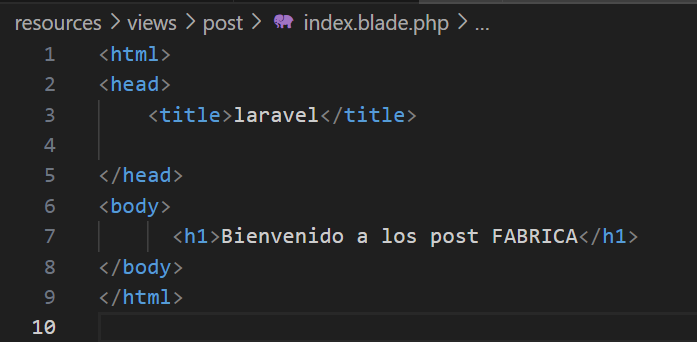 resources > views > post > index.blade.php > ...
1 <html>
2 <head>
3     <title>laravel</title>
4
5 </head>
6 <body>
7       <h1>Bienvenido a los post FABRICA</h1>
8 </body>
9 </html>
10